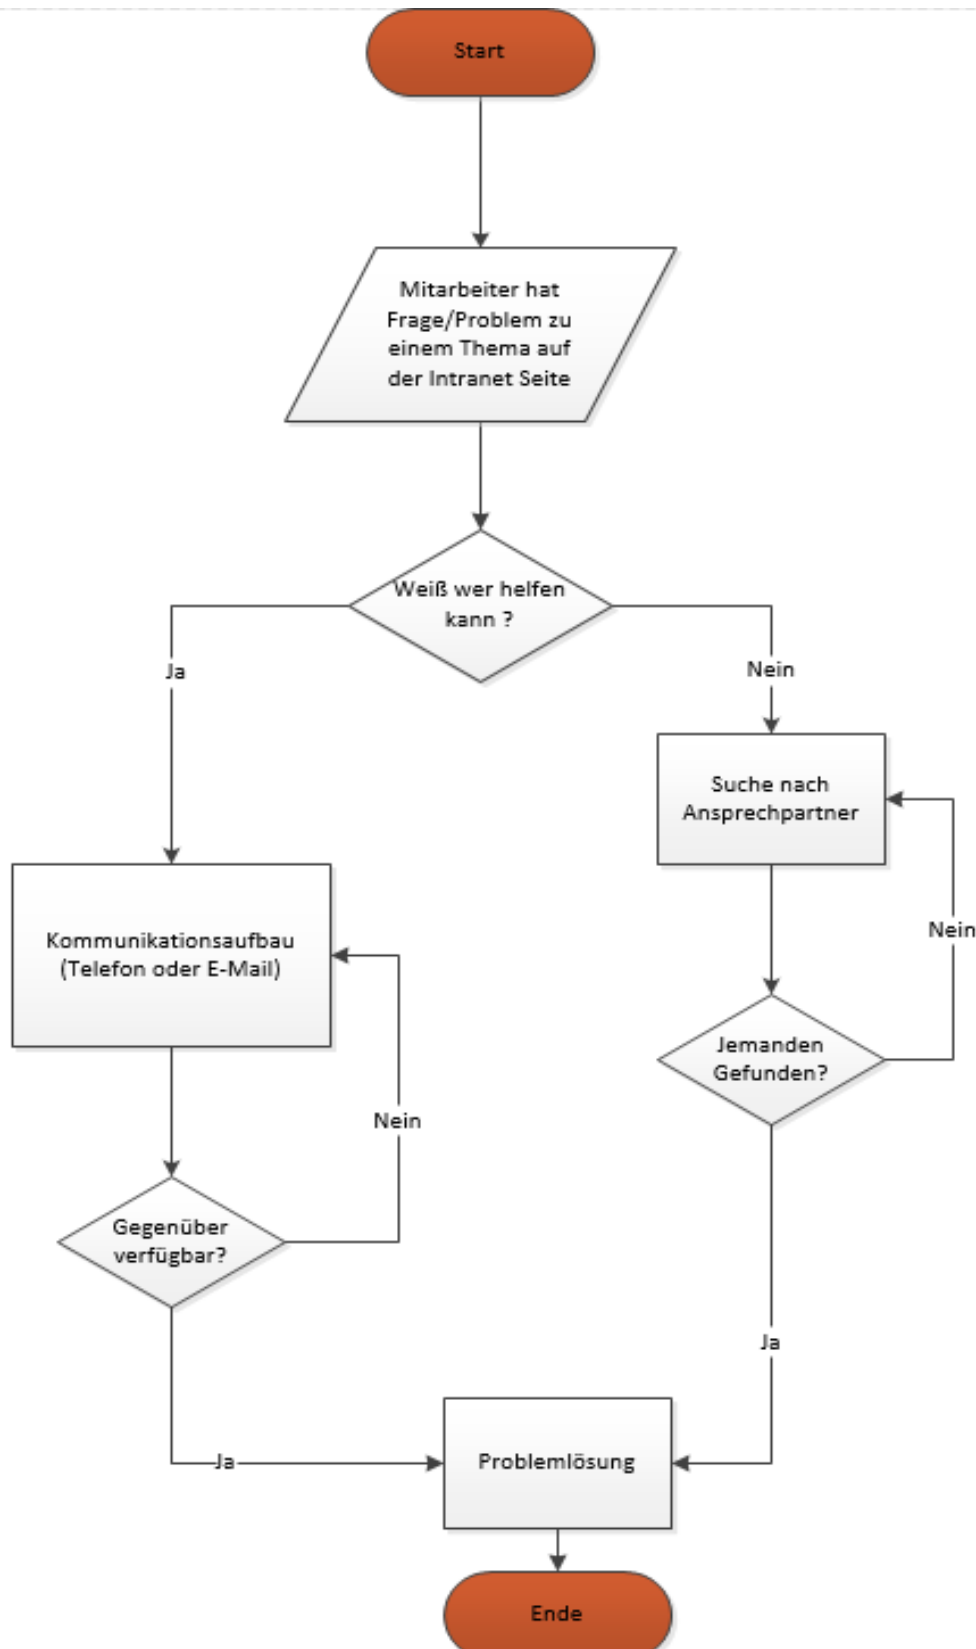 Start
Mitarbeiter hat
Frage/Problem zu
einem Thema auf
der Intranet Seite
Weiß wer helfen
kann ?
Ja
Nein
Suche nach
Ansprechpartner
Nein
Kommunikationsaufbau
(Telefon oder E-Mail)
Jemanden
Gefunden?
Nein
Gegenüber
verfügbar?
Ja
Ja
Problemlösung
Ende